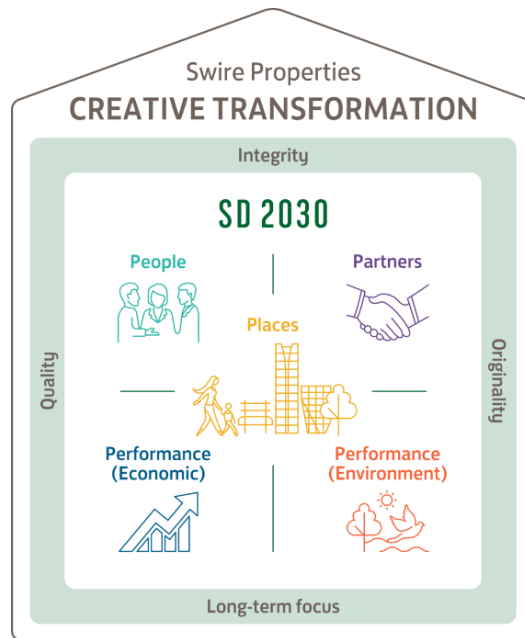 Swire Properties
CREATIVE TRANSFORMATION
Integrity
SD 2030
People
Partners
Places
Quality
Originality
Performance
(Economic)
Performance
(Environment)
Long-term focus